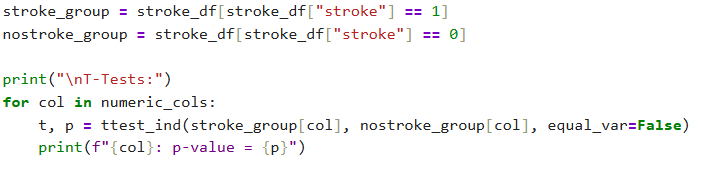 stroke_group = stroke_df[stroke_df["stroke"] == 1]
nostroke_group = stroke_df[stroke_df["stroke"] == 0]

print("\nT-Tests:")
for col in numeric_cols:
    t, p = ttest_ind(stroke_group[col], nostroke_group[col], equal_var=False)
    print(f"{col}: p-value = {p}")